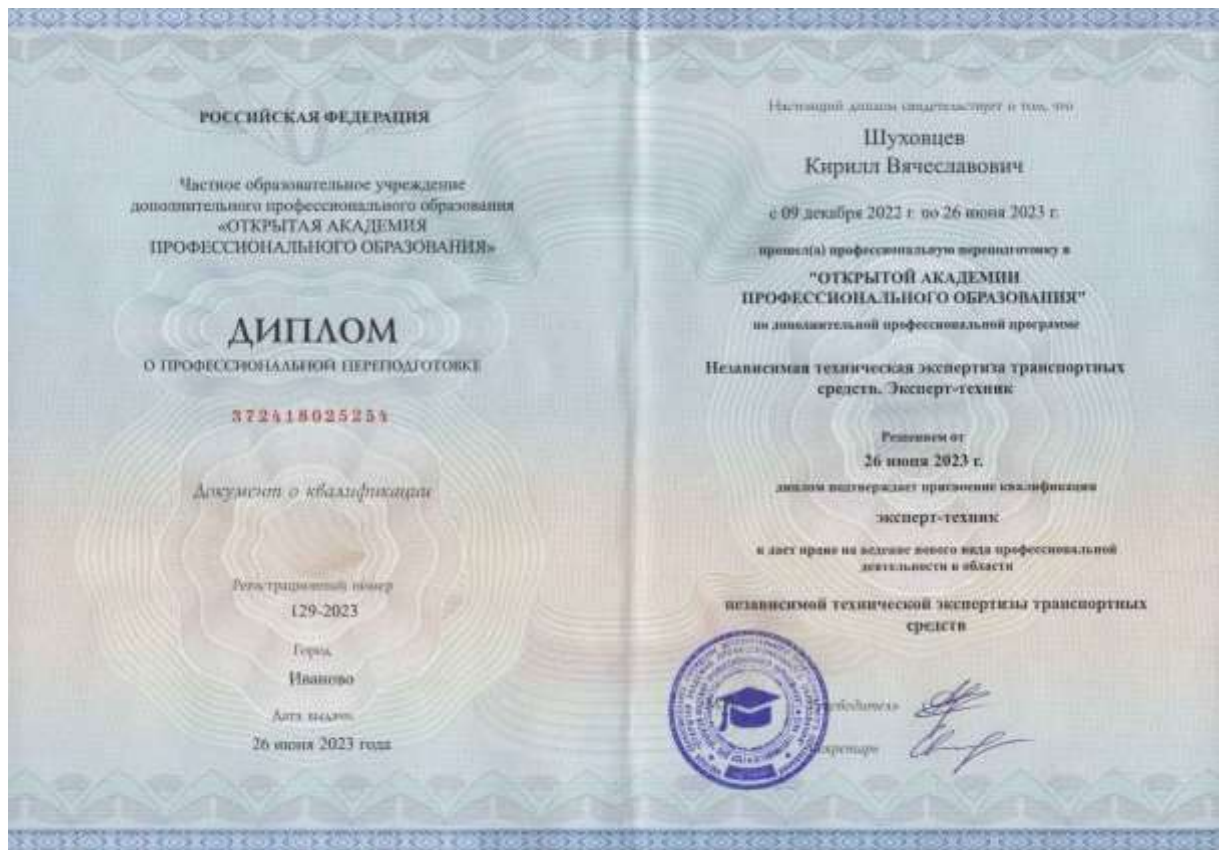 РОССИЙСКАЯ ФЕДЕРАЦИЯ
Частное образовательное учреждение
дополнительного профессионального образования
«ОТКРЫТАЯ АКАДЕМИЯ
ПРОФЕССИОНАЛЬНОГО ОБРАЗОВАНИЯ»
ДИПЛОМ
О ПРОФЕССИОНАЛЬНОЙ ПЕРЕПОДГОТОВКЕ
372418025254
Документ о квалификации
Регистрационный номер
129-2023
Город
Иваново
Дата выдачи
26 июня 2023 года
Настоящий диплом свидетельствует о том, что
Шуховцев
Кирилл Вячеславович
с 09 декабря 2022 г. по 26 июня 2023 г.
прошел(а) профессиональную переподготовку в
"ОТКРЫТОЙ АКАДЕМИИ
ПРОФЕССИОНАЛЬНОГО ОБРАЗОВАНИЯ"
по дополнительной профессиональной программе
Независимая техническая экспертиза транспортных
средств. Эксперт-техник
Решением от
26 июня 2023 г.
диплом подтверждает присвоение квалификации
эксперт-техник
и дает право на ведение нового вида профессиональной
деятельности в области
независимой технической экспертизы транспортных
средств
Руководитель
Секретарь